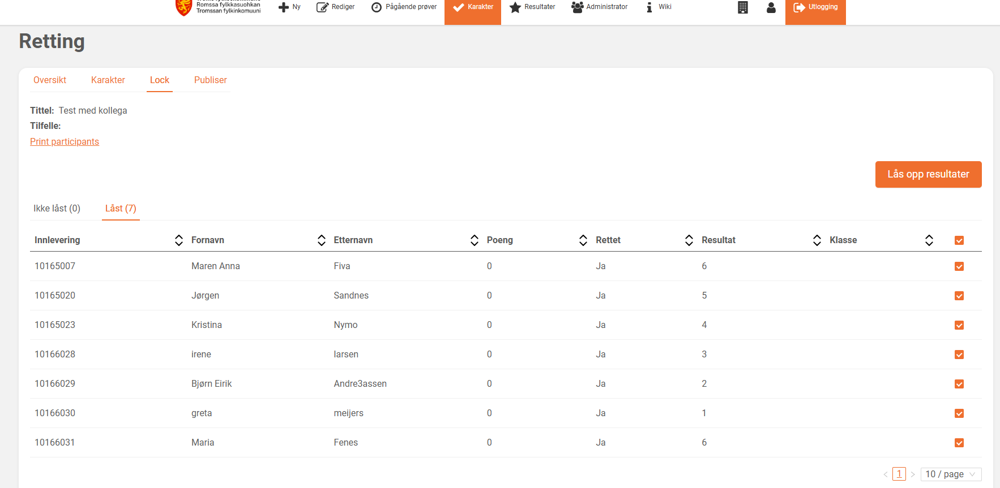 Romssa fylkkasuohkan
Tromssan fylkinkomuuni
Ny
Rediger
Pågående prøver
Karakter
Resultater
Administrator
Wiki
Utlogging
Retting
Oversikt
Karakter
Lock
Publiser
Tittel: Test med kollega
Tilfelle:
Print participants
Lås opp resultater
Ikke låst (0)
Låst (7)
Innlevering Fornavn Etternavn Poeng Rettet Resultat Klasse
10165007 Maren Anna Fiva 0 Ja 6
10165020 Jørgen Sandnes 0 Ja 5
10165023 Kristina Nymo 0 Ja 4
10166028 irene larsen 0 Ja 3
10166029 Bjørn Eirik Andre3assen 0 Ja 2
10166030 greta meijers 0 Ja 1
10166031 Maria Fenes 0 Ja 6
< 1 > 10 / page